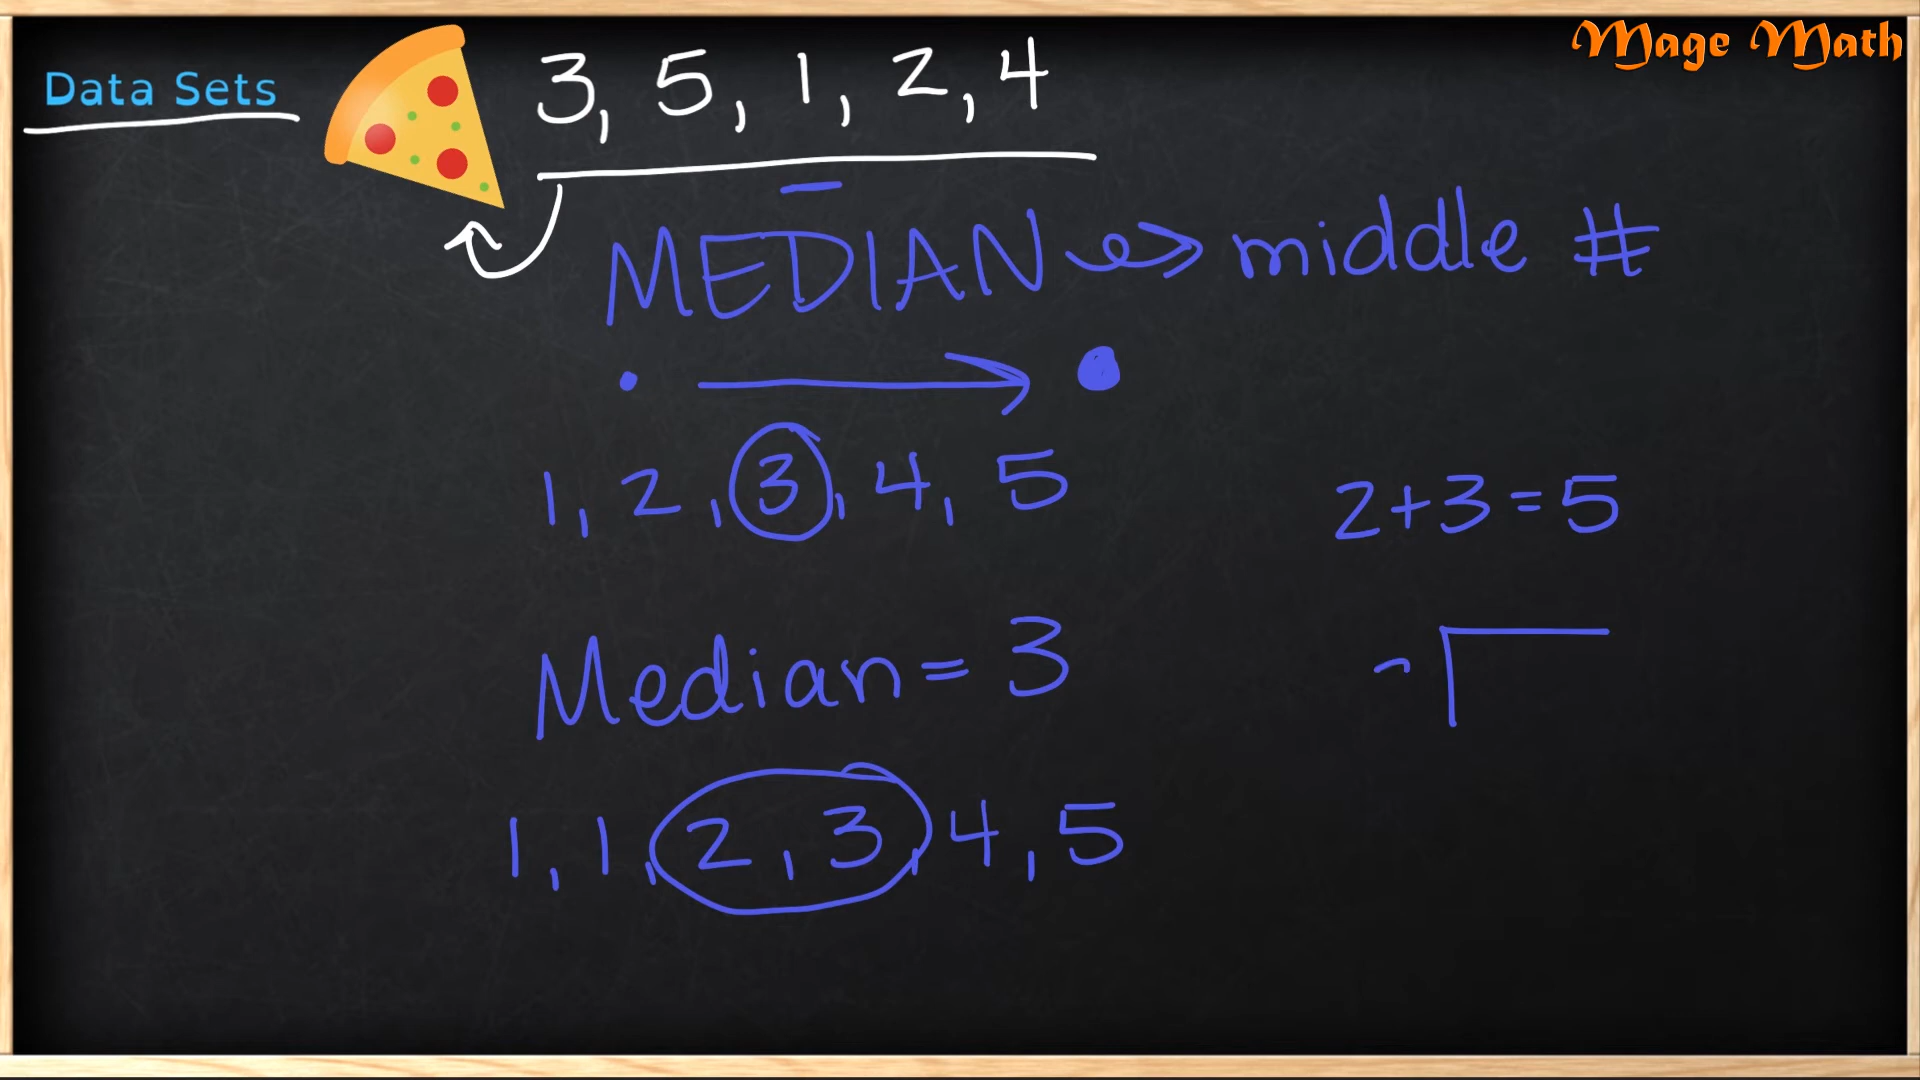 Mage Math
Data Sets
3, 5, 1, 2, 4
MEDIAN → middle #
1, 2, 3, 4, 5
2+3=5
Median = 3
1, 1, 2, 3, 4, 5